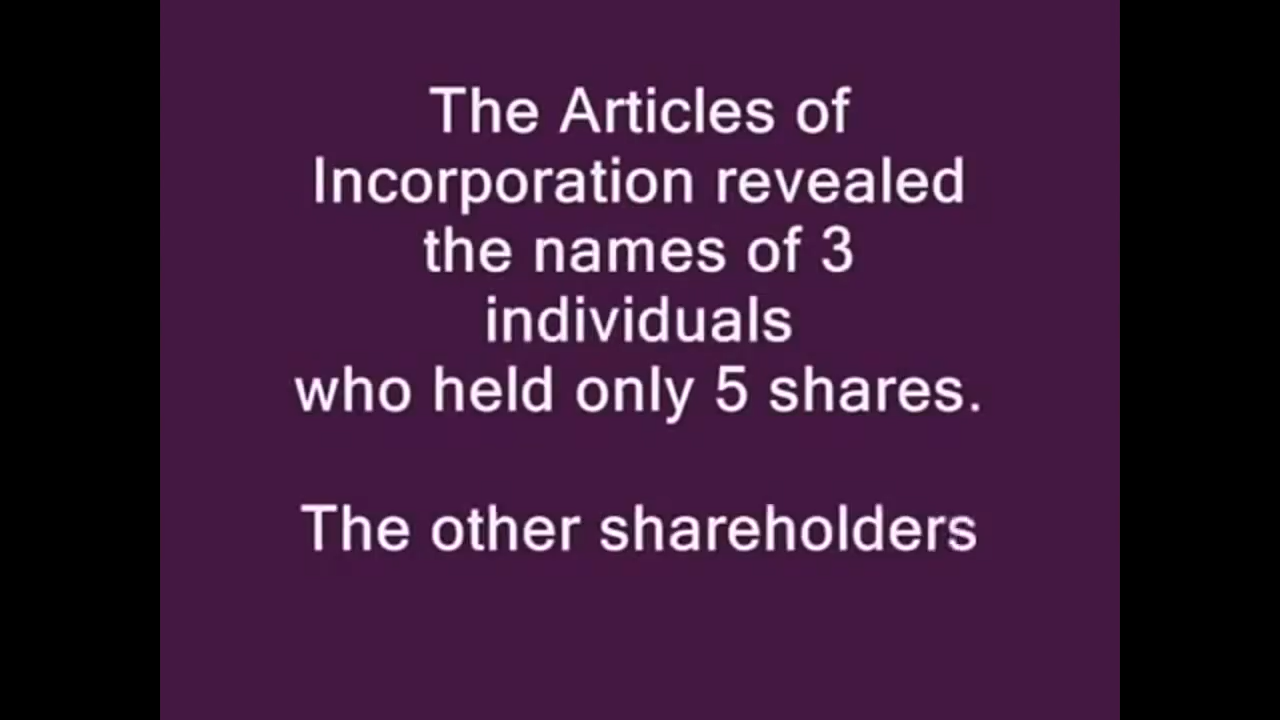 The Articles of
Incorporation revealed
the names of 3
individuals
who held only 5 shares.
The other shareholders